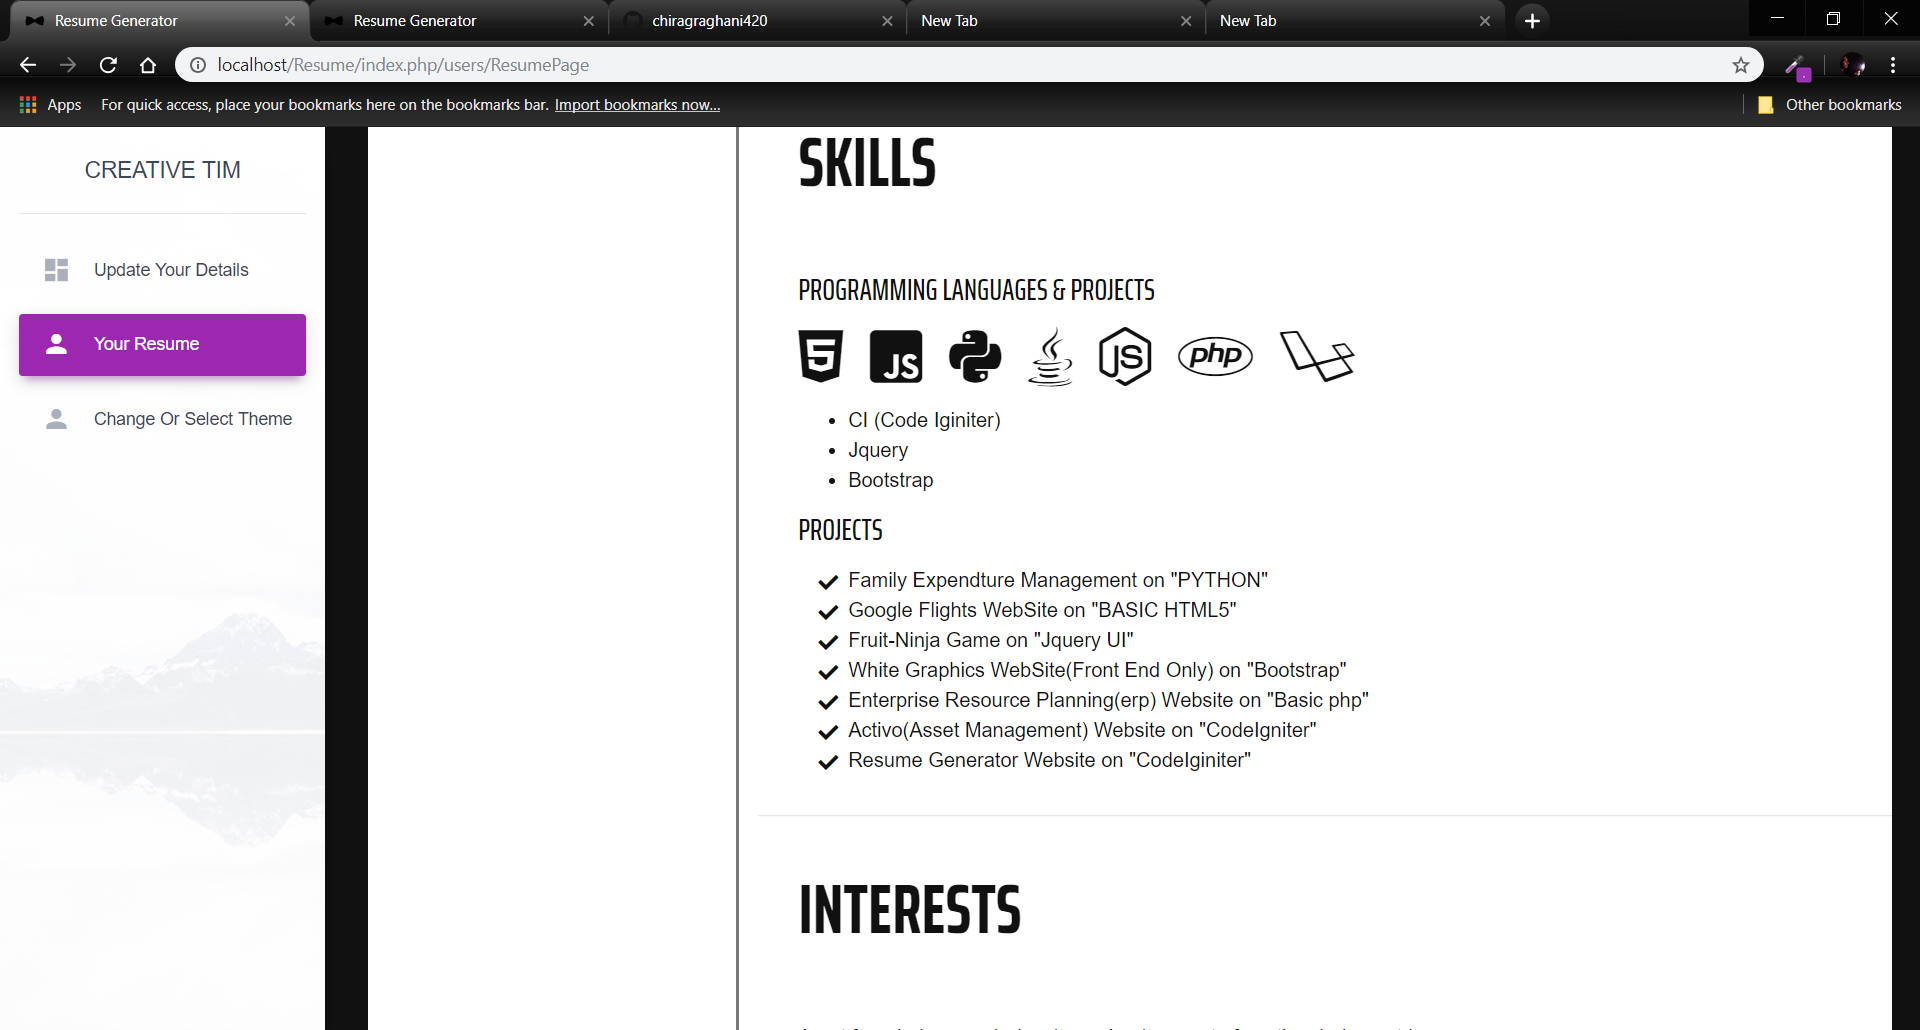 Resume Generator
Resume Generator
chiragraghani420
New Tab
New Tab
localhost/Resume/index.php/users/ResumePage
Apps
For quick access, place your bookmarks here on the bookmarks bar. Import bookmarks now...
Other bookmarks
CREATIVE TIM
Update Your Details
Your Resume
Change Or Select Theme
SKILLS
PROGRAMMING LANGUAGES & PROJECTS
5
JS
JS
php
• CI (Code Iginiter)
• Jquery
• Bootstrap
PROJECTS
Family Expendture Management on "PYTHON"
Google Flights WebSite on "BASIC HTML5"
Fruit-Ninja Game on "Jquery UI"
White Graphics WebSite(Front End Only) on "Bootstrap"
Enterprise Resource Planning(erp) Website on "Basic php"
Activo(Asset Management) Website on "CodeIgniter"
Resume Generator Website on "CodeIginiter"
INTERESTS